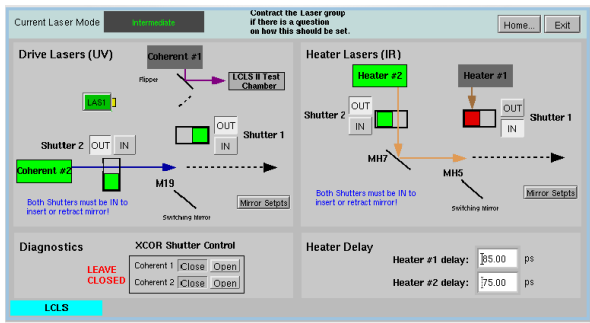 Current Laser Mode
Intermediate
Contract the Laser group
if there is a question
on how this should be set.
Home...
Exit
Drive Lasers (UV)
Coherent #1
Flipper
LCLS II Test
Chamber
LAS1
OUT
IN
Shutter 1
Shutter 2
OUT
IN
Coherent #2
M19
Both Shutters must be IN to
insert or retract mirror!
Switching Mirror
Mirror Setpts
Heater Lasers (IR)
Heater #2
Heater #1
Shutter 2
OUT
IN
OUT
IN
Shutter 1
MH7
MH5
Both Shutters must be IN to
insert or retract mirror!
Switching Mirror
Mirror Setpts
Diagnostics
XCOR Shutter Control
LEAVE
CLOSED
Coherent 1
Close
Open
Coherent 2
Close
Open
Heater Delay
Heater #1 delay:
85.00
ps
Heater #2 delay:
75.00
ps
LCLS